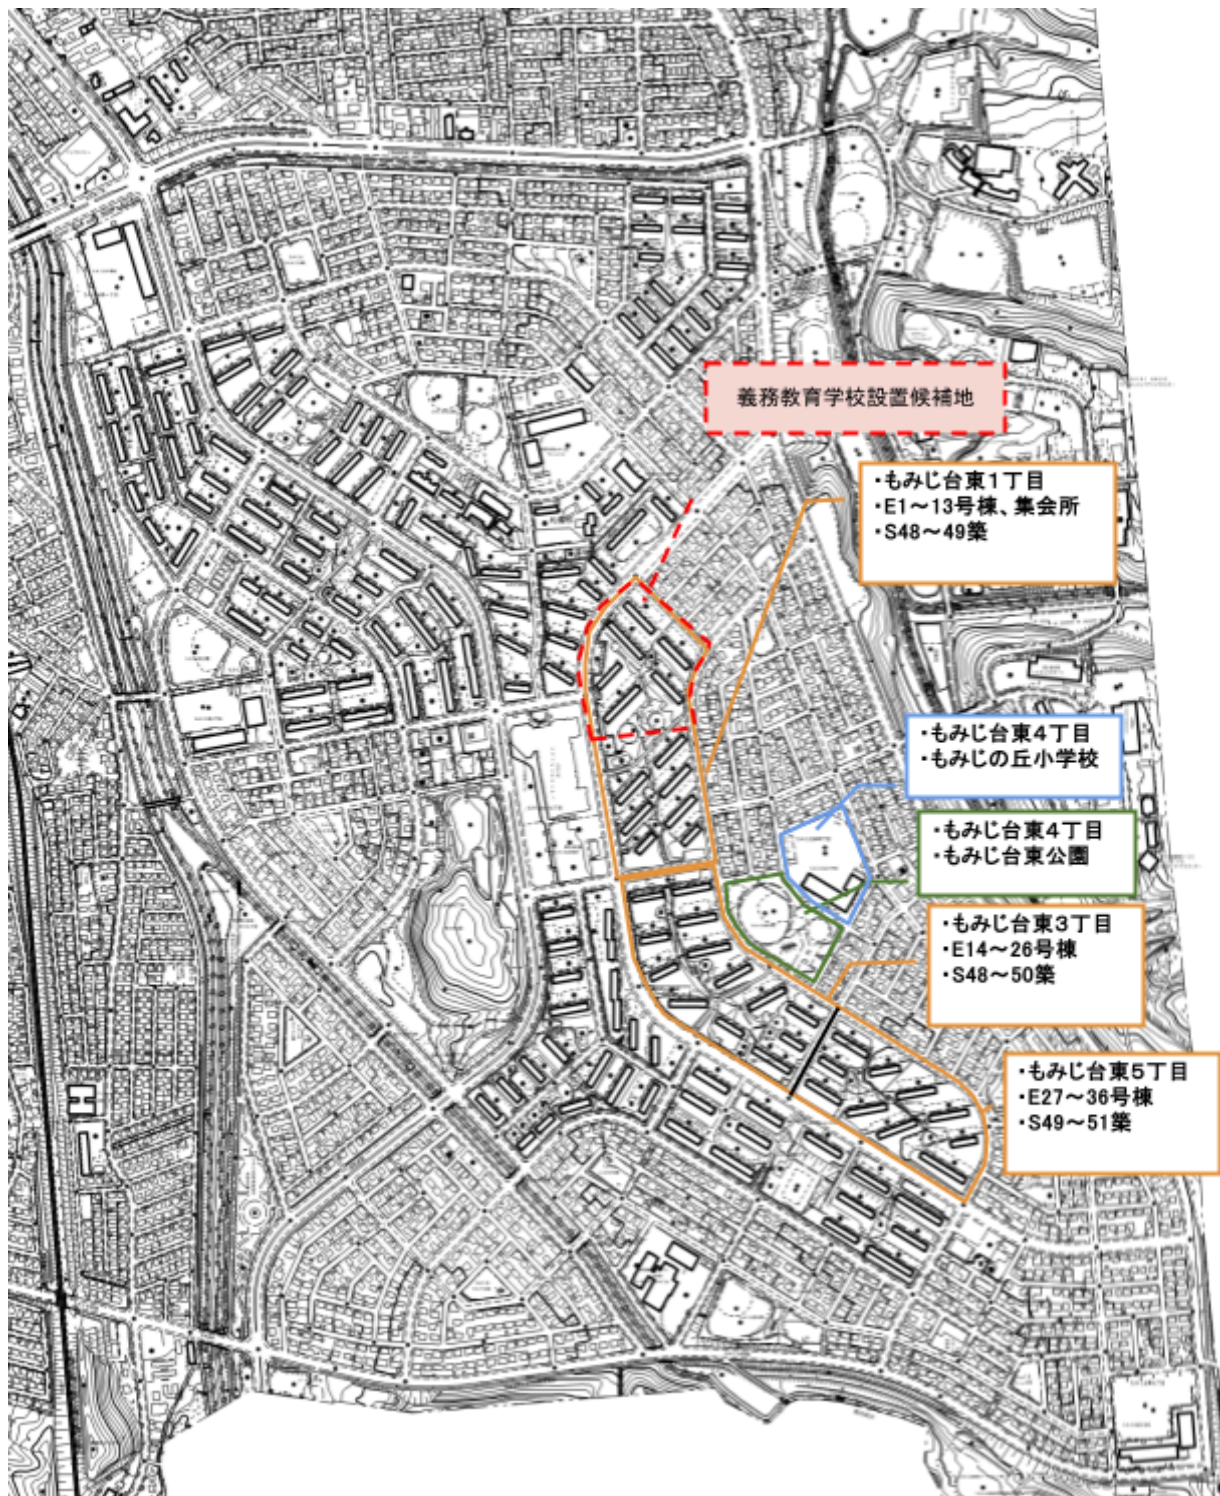 義務教育学校設置候補地
・もみじ台東１丁目
・E1～13号棟、集会所
・S48～49築
・もみじ台東４丁目
・もみじの丘小学校
・もみじ台東４丁目
・もみじ台東公園
・もみじ台東３丁目
・E14～26号棟
・S48～50築
・もみじ台東５丁目
・E27～36号棟
・S49～51築